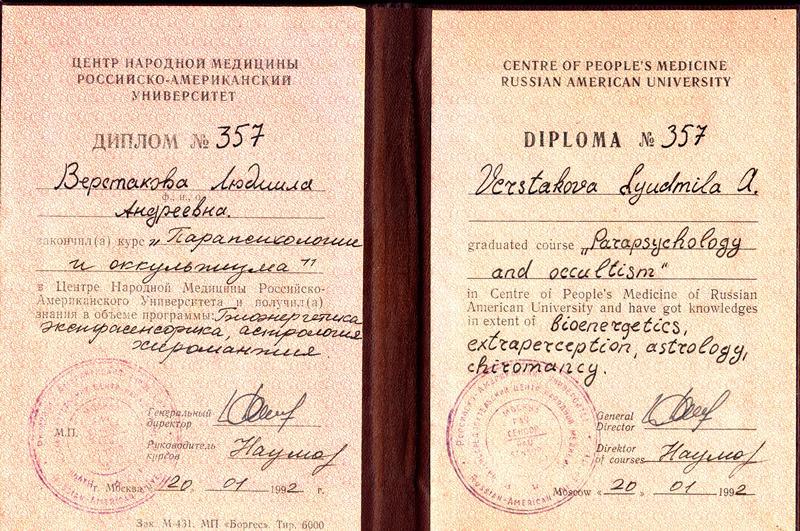 ЦЕНТР НАРОДНОЙ МЕДИЦИНЫ
РОССИЙСКО-АМЕРИКАНСКИЙ
УНИВЕРСИТЕТ
ДИПЛОМ № 357
Верстакова Людмила
ф., и., о.
Андреевна.
закончил(а) курс „Парапсихологии
и оккультизма"
в Центре Народной Медицины Российско-
Американского Университета и получил(а)
знания в объеме программы: Биоэнергетика
экстрасенсорика, астрология
хиромантия
Генеральный
директор
М.П.
Руководитель
курсов Наумов
г. Москва „20„ 01 1992 г.
Зак. М-431. МП «Боргес». Тир. 6000
CENTRE OF PEOPLE'S MEDICINE
RUSSIAN AMERICAN UNIVERSITY
DIPLOMA № 357
Verstakova Lyudmila A.
graduated course „Parapsychology
and occultism“
in Centre of People's Medicine of Russian
American University and have got knowledges
in extent of bioenergetics,
extraperception, astrology,
chiromancy.
General
Director
Direktor
of courses Наумов
Moscow « 20 » 01 1992
RUSSIAN-AMERICAN